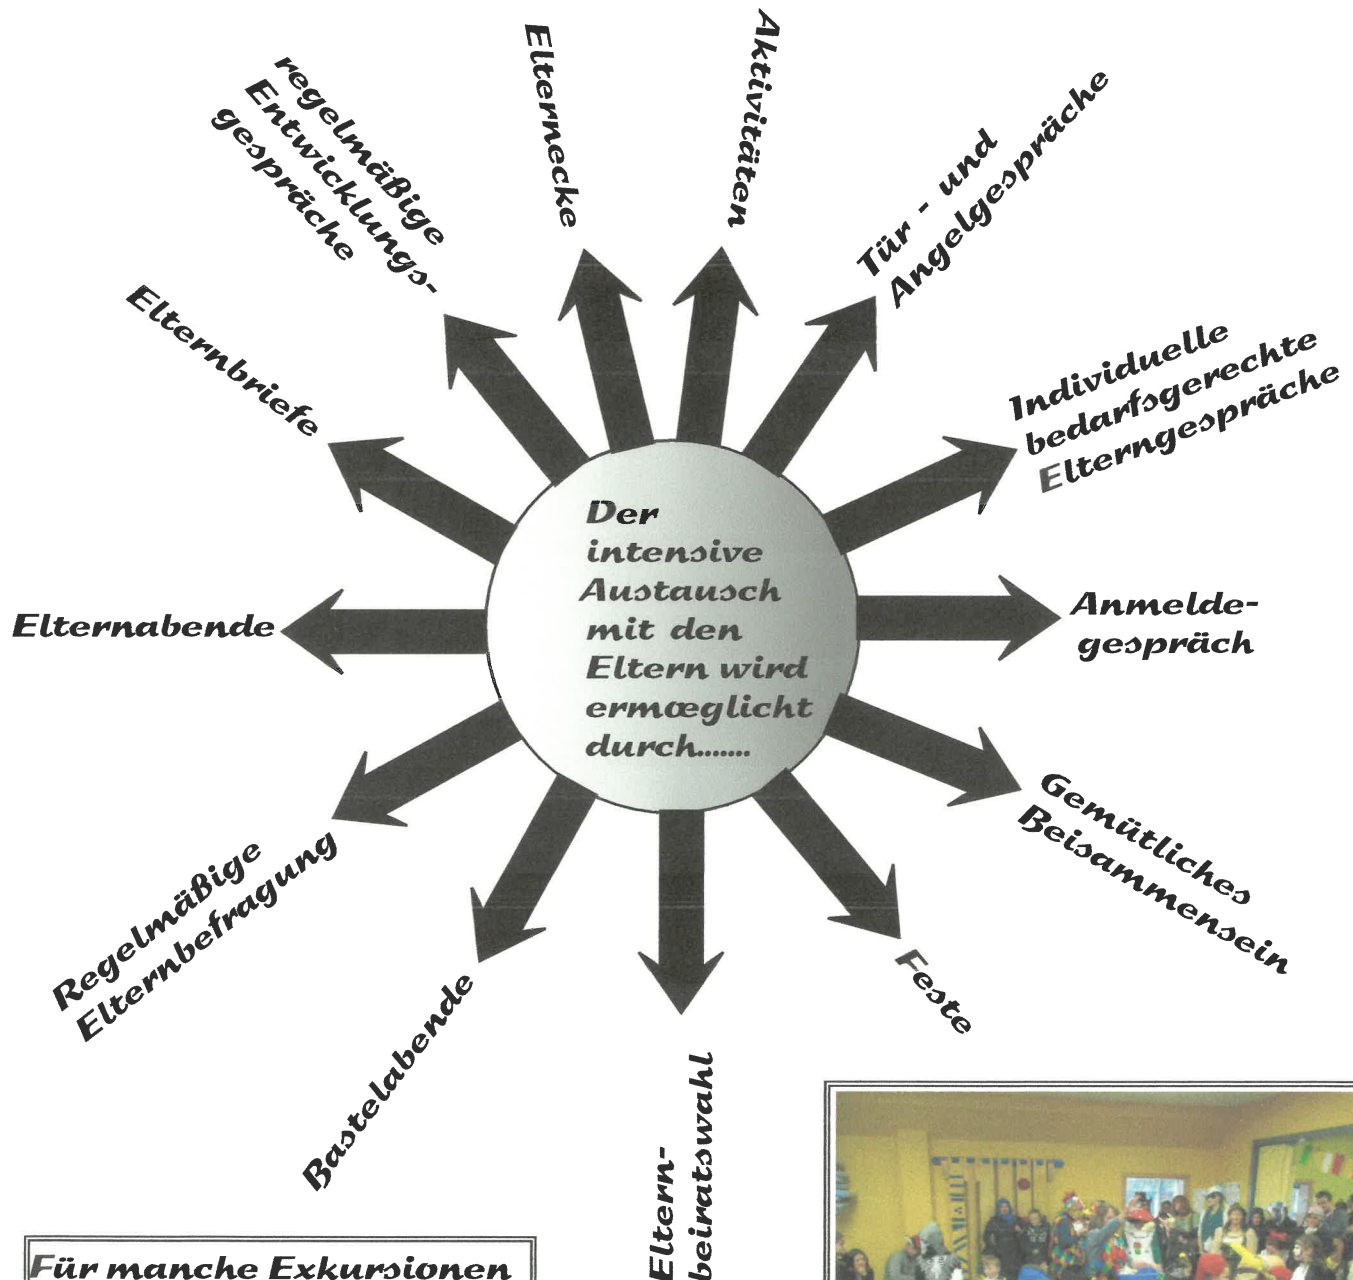 Der
intensive
Austausch
mit den
Eltern wird
ermœglicht
durch.......
Elternecke
Aktivitäten
Tür - und
Angelgespräche
Individuelle
bedarfsgerechte
Elterngespräche
Anmelde-
gespräch
Gemütliches
Beisammensein
Feste
Eltern-
beiratswahl
Bastelabende
Regelmäßige
Elternbefragung
Elternabende
Elternbriefe
regelmäßige
Entwicklungs-
gespräche
Für manche Exkursionen